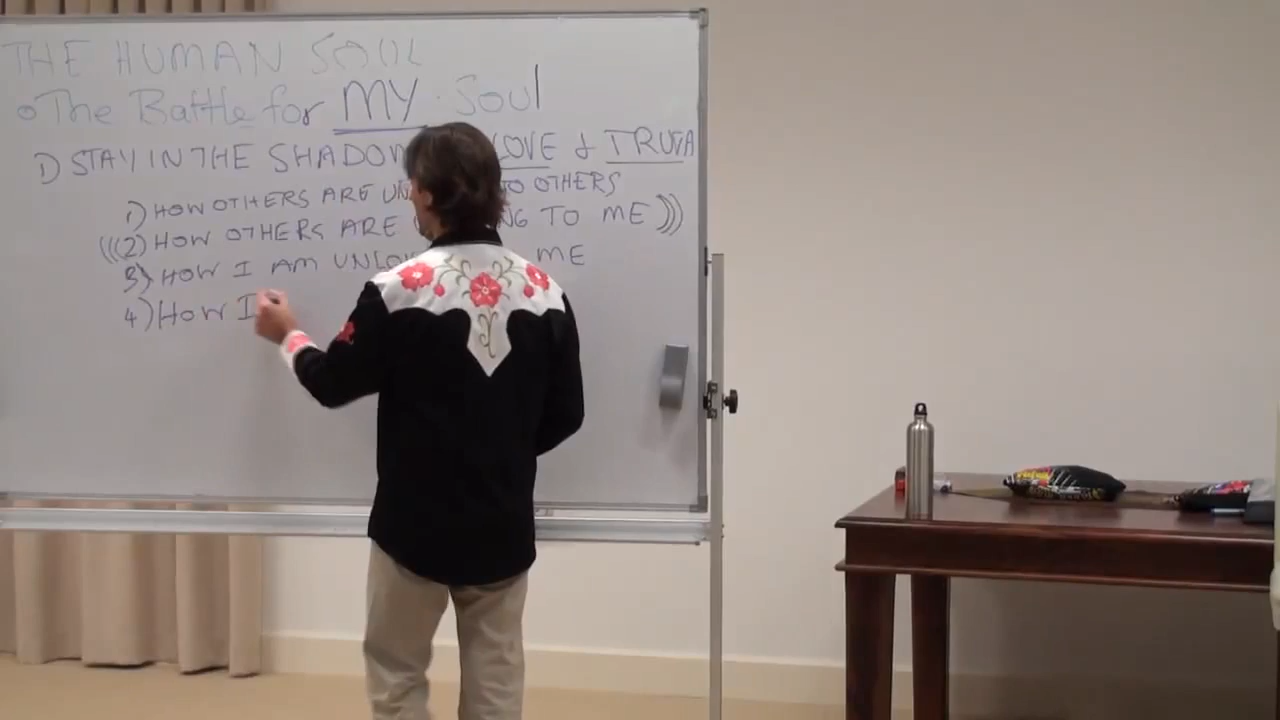 THE HUMAN SOUL
The Battle for MY Soul
1) STAY IN THE SHADOW LOVE & TRUTH
1) HOW OTHERS ARE TO OTHERS
(((2) HOW OTHERS ARE TO ME)))
3) HOW I AM ME
4) HOW I